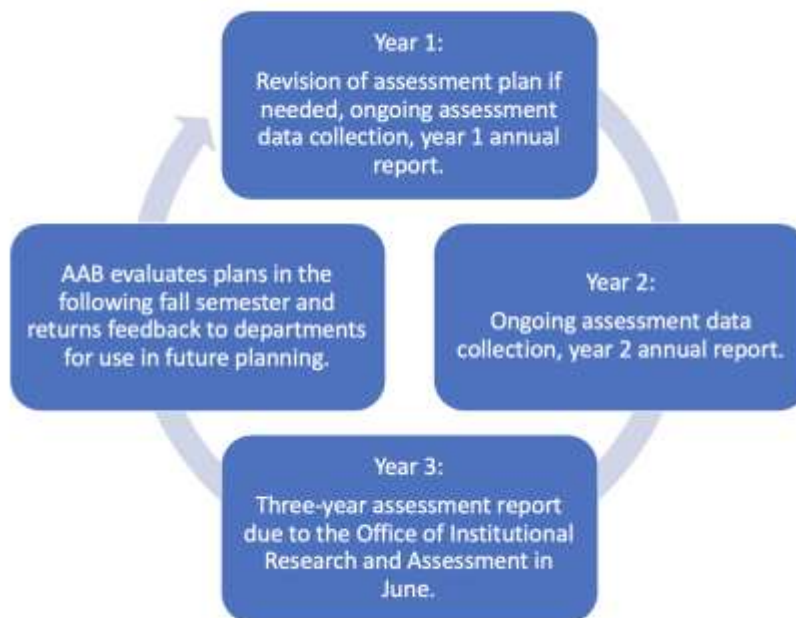 Year 1:
Revision of assessment plan if
needed, ongoing assessment
data collection, year 1 annual
report.
Year 2:
Ongoing assessment data
collection, year 2 annual report.
Year 3:
Three-year assessment report
due to the Office of Institutional
Research and Assessment in
June.
AAB evaluates plans in the
following fall semester and
returns feedback to departments
for use in future planning.